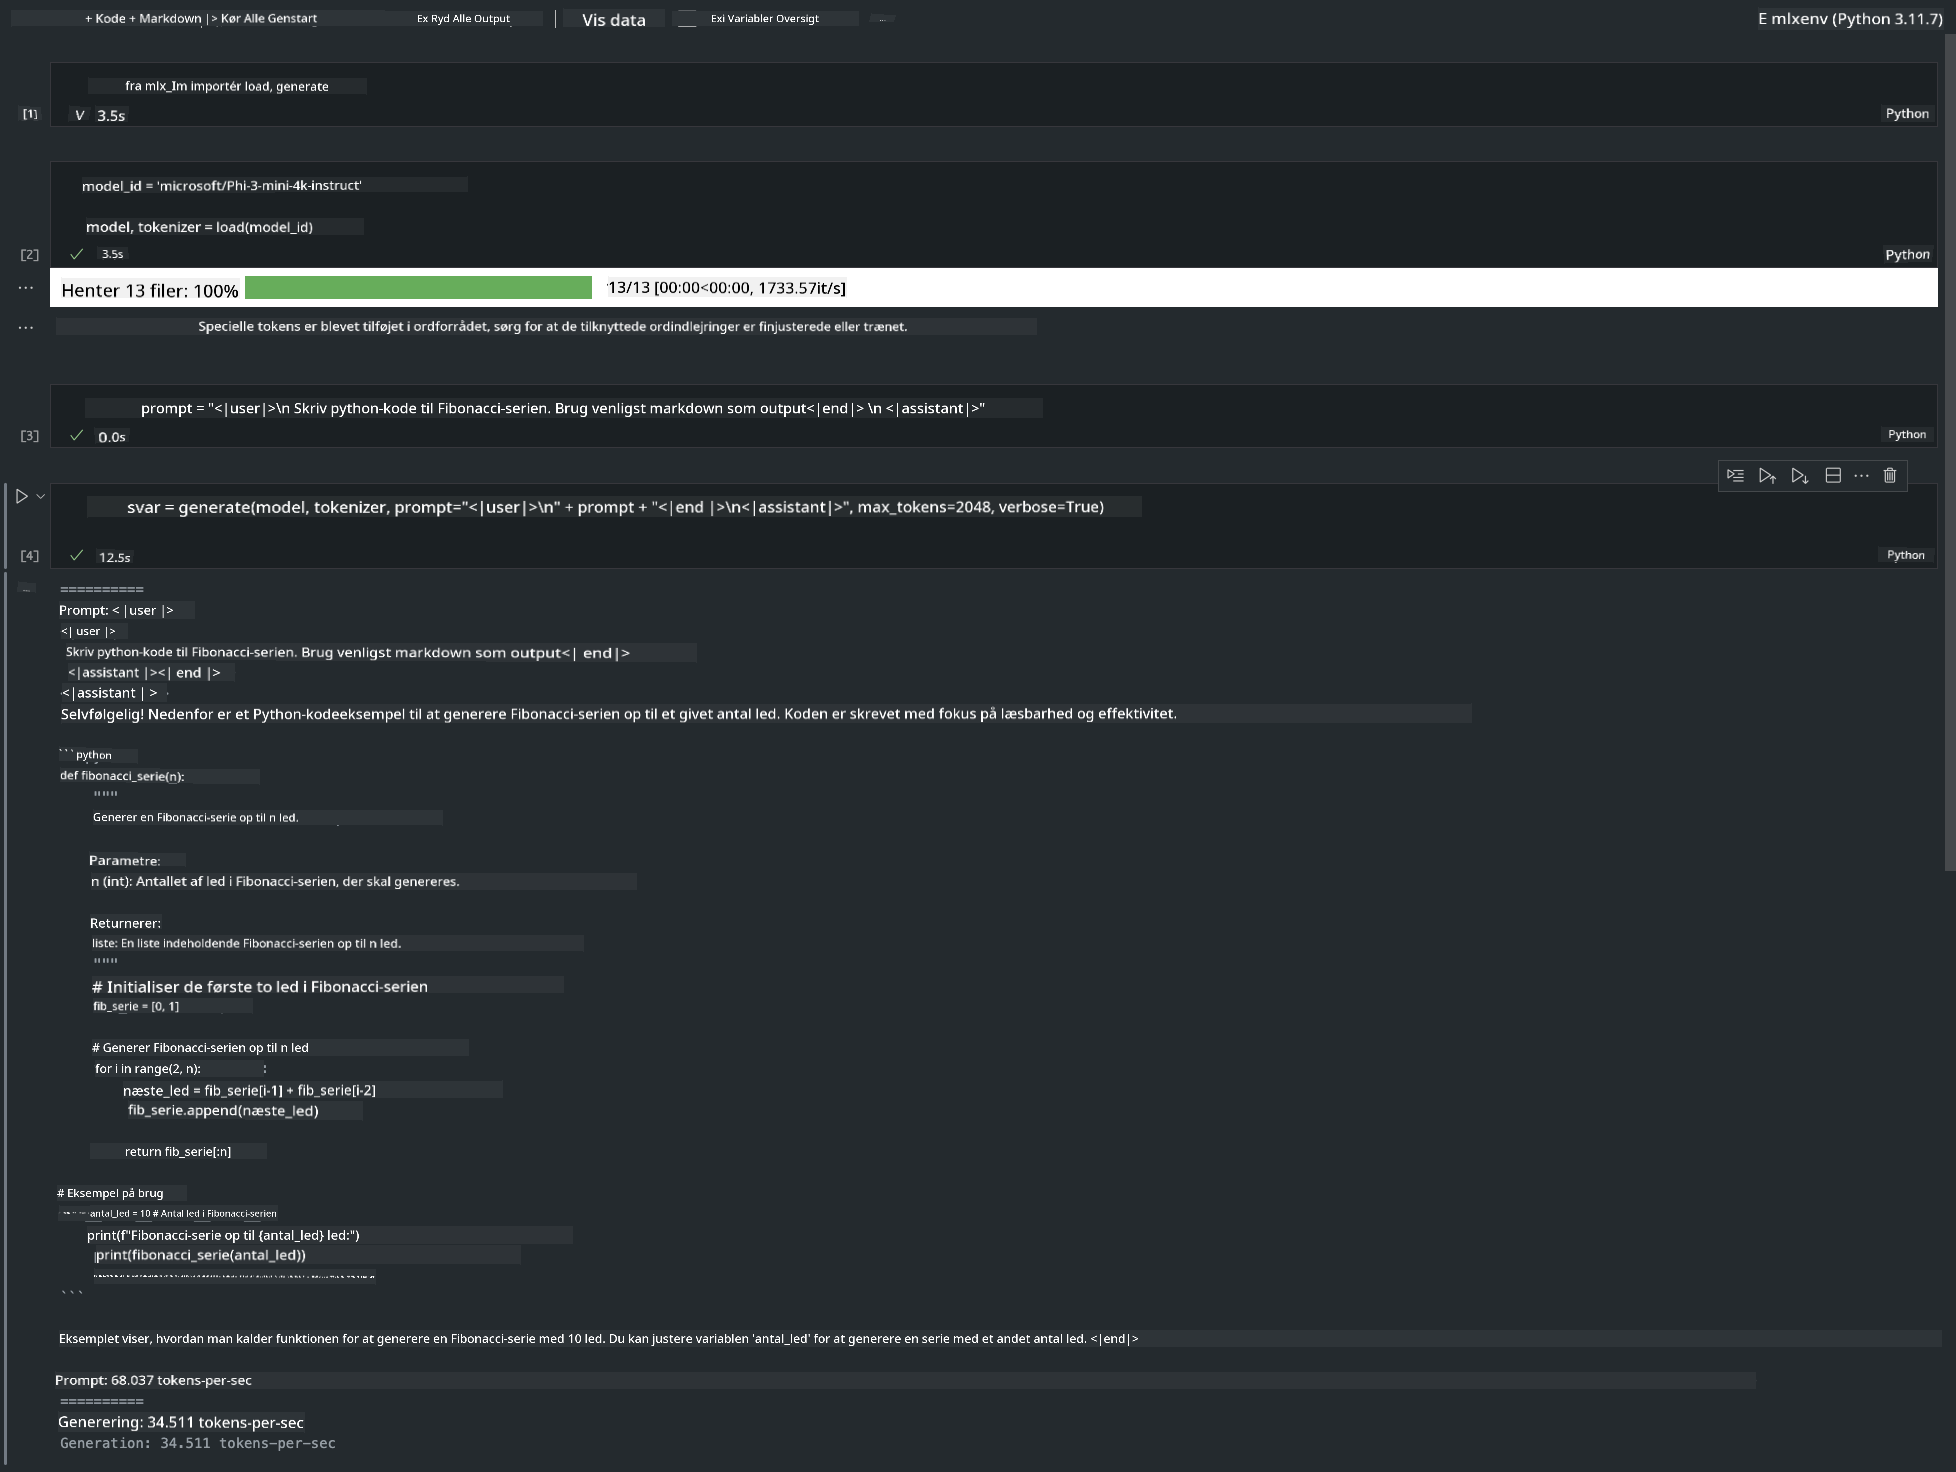 + Kode + Markdown |> Kør Alle Genstart Ex Ryd Alle Output Vis data Exi Variabler Oversigt ... E mlxenv (Python 3.11.7)
fra mlx_Im importér load, generate
[1] V 3.5s Python
model_id = 'microsoft/Phi-3-mini-4k-instruct'
model, tokenizer = load(model_id)
[2] ✓ 3.5s Python
... Henter 13 filer: 100% 13/13 [00:00<00:00, 1733.57it/s]
... Specielle tokens er blevet tilføjet i ordforrådet, sørg for at de tilknyttede ordindlejringer er finjusterede eller trænet.
prompt = "<|user|>\n Skriv python-kode til Fibonacci-serien. Brug venligst markdown som output<|end|> \n <|assistant|>"
[3] ✓ 0.0s Python
svar = generate(model, tokenizer, prompt="<|user|>\n" + prompt + "<|end |>\n<|assistant|>", max_tokens=2048, verbose=True)
[4] ✓ 12.5s Python
==========
Prompt: < |user |>
<| user |>
Skriv python-kode til Fibonacci-serien. Brug venligst markdown som output<| end|>
<|assistant |><| end |>
<|assistant | >
Selvfølgelig! Nedenfor er et Python-kodeeksempel til at generere Fibonacci-serien op til et givet antal led. Koden er skrevet med fokus på læsbarhed og effektivitet.
```python
def fibonacci_serie(n):
"""
Generer en Fibonacci-serie op til n led.
Parametre:
n (int): Antallet af led i Fibonacci-serien, der skal genereres.
Returnerer:
liste: En liste indeholdende Fibonacci-serien op til n led.
"""
# Initialiser de første to led i Fibonacci-serien
fib_serie = [0, 1]
# Generer Fibonacci-serien op til n led
for i in range(2, n): :
næste_led = fib_serie[i-1] + fib_serie[i-2]
fib_serie.append(næste_led)
return fib_serie[:n]
# Eksempel på brug
antal_led = 10 # Antal led i Fibonacci-serien
print(f"Fibonacci-serie op til {antal_led} led:")
print(fibonacci_serie(antal_led))
```
Eksemplet viser, hvordan man kalder funktionen for at generere en Fibonacci-serie med 10 led. Du kan justere variablen 'antal_led' for at generere en serie med et andet antal led. <|end|>
Prompt: 68.037 tokens-per-sec
==========
Generering: 34.511 tokens-per-sec
Generation: 34.511 tokens-per-sec